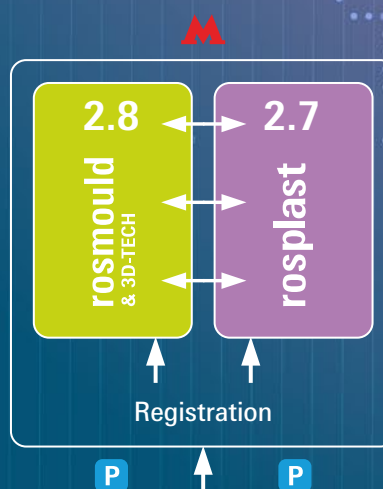 M
2.8
2.7
rosmould
& 3D-TECH
rosplast
Registration
P
P